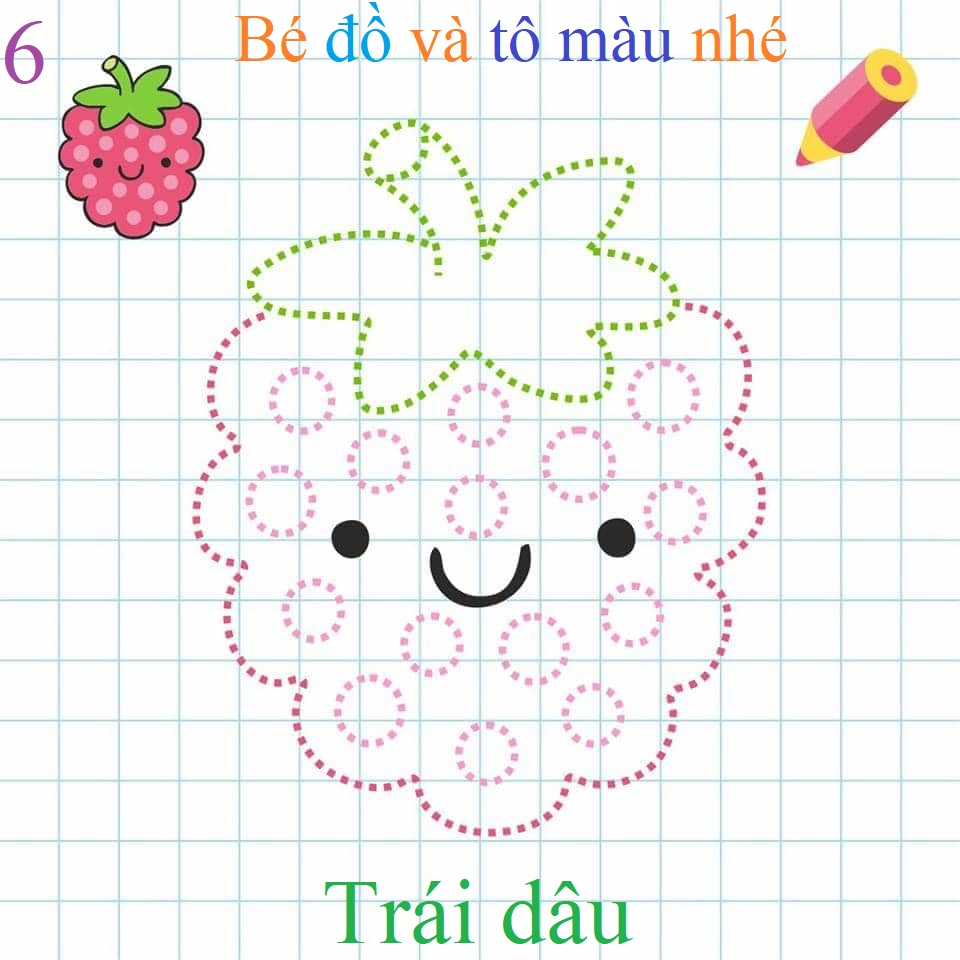 6
Bé đồ và tô màu nhé
Trái dâu